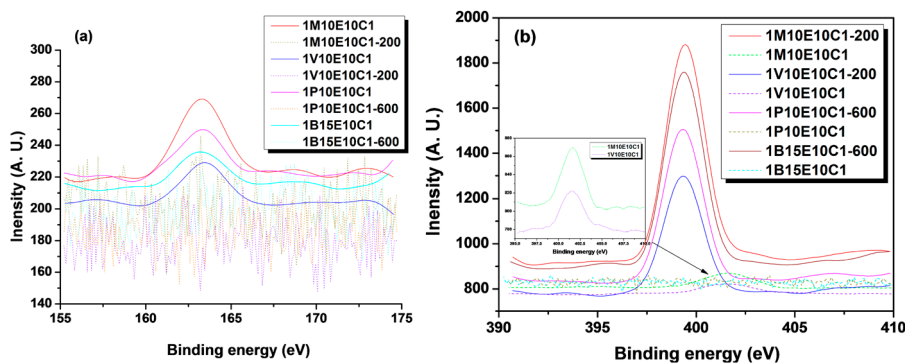 (a)
1M10E10C1
1M10E10C1-200
1V10E10C1
1V10E10C1-200
1P10E10C1
1P10E10C1-600
1B15E10C1
1B15E10C1-600
Inensity (A. U.)
300
280
260
240
220
200
180
160
140
155
160
165
170
175
Binding energy (eV)
(b)
1M10E10C1-200
1M10E10C1
1V10E10C1-200
1V10E10C1
1P10E10C1-600
1P10E10C1
1B15E10C1-600
1B15E10C1
Inensity (A. U.)
2000
1800
1600
1400
1200
1000
800
1M10E10C1
1V10E10C1
Binding energy (eV)
390
395
400
405
410
Binding energy (eV)